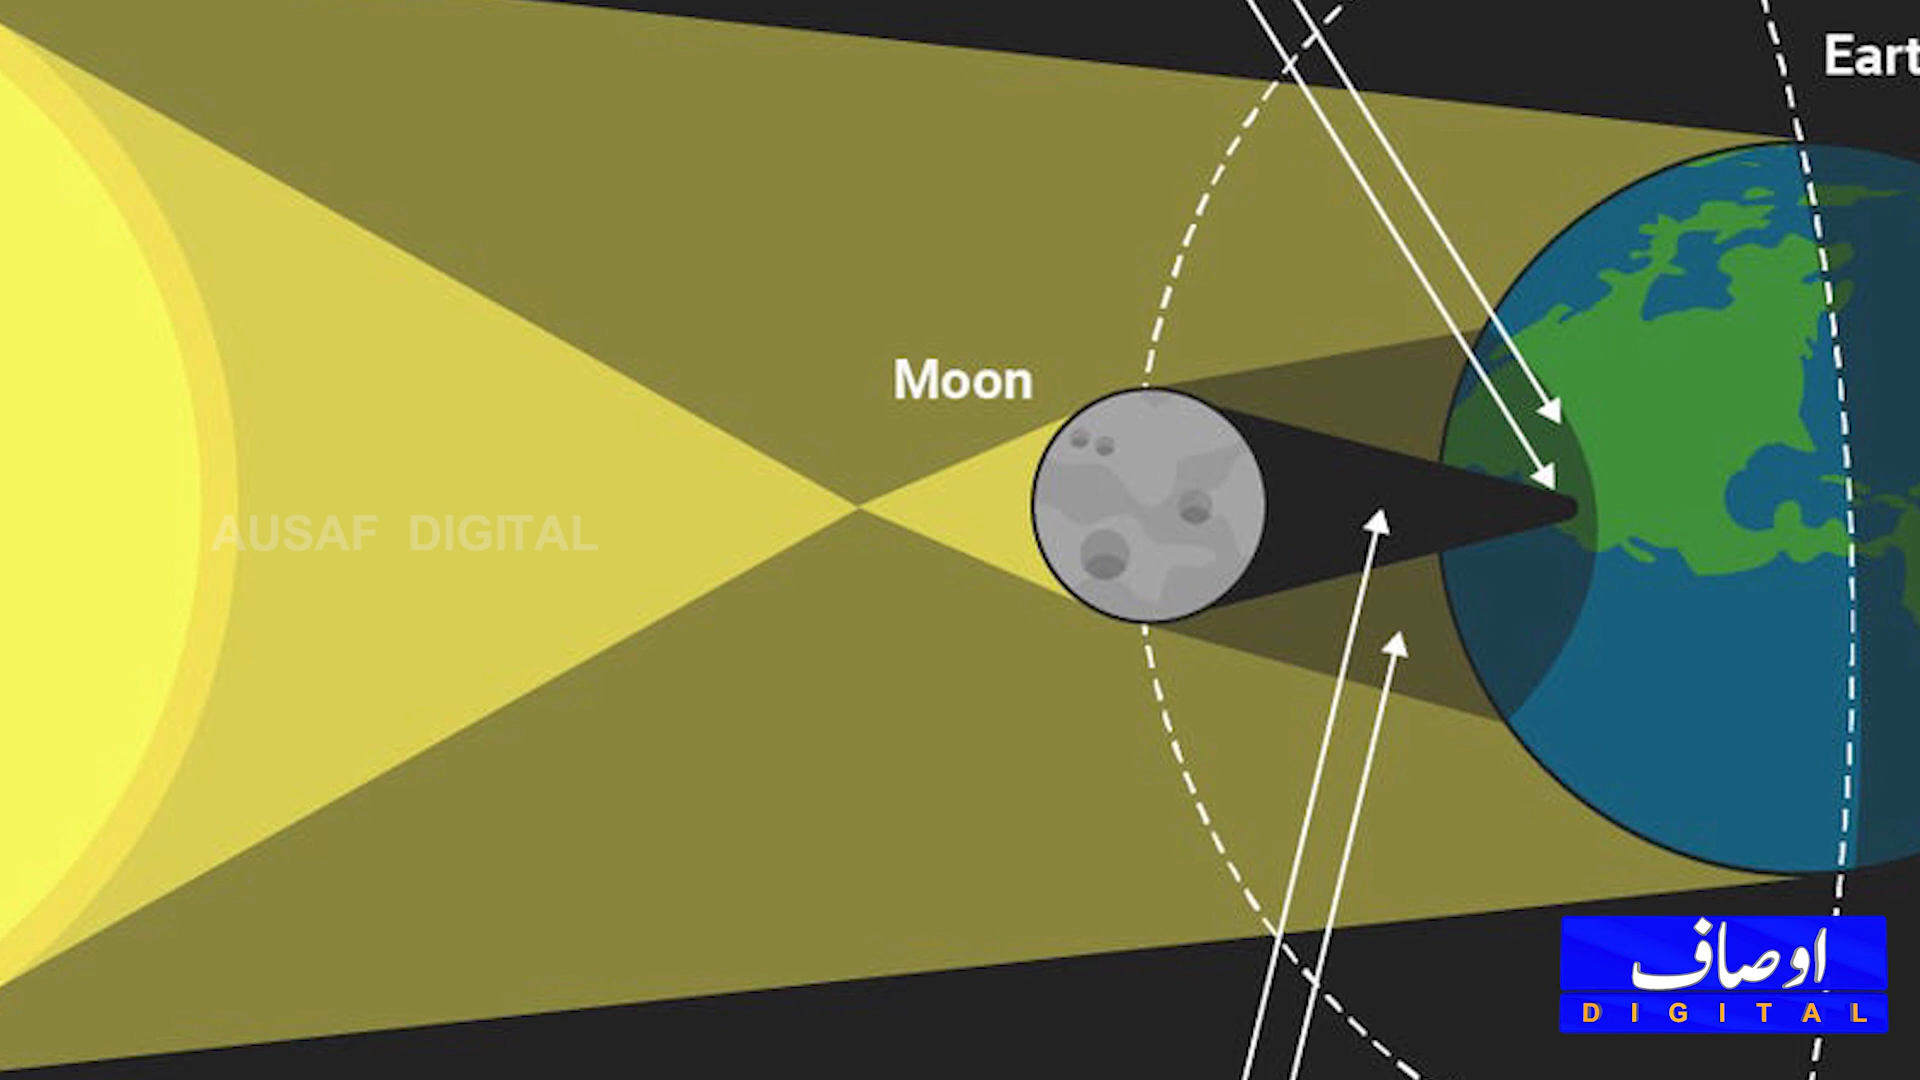 Eart
Moon
AUSAF DIGITAL
اوصاف
DIGITAL